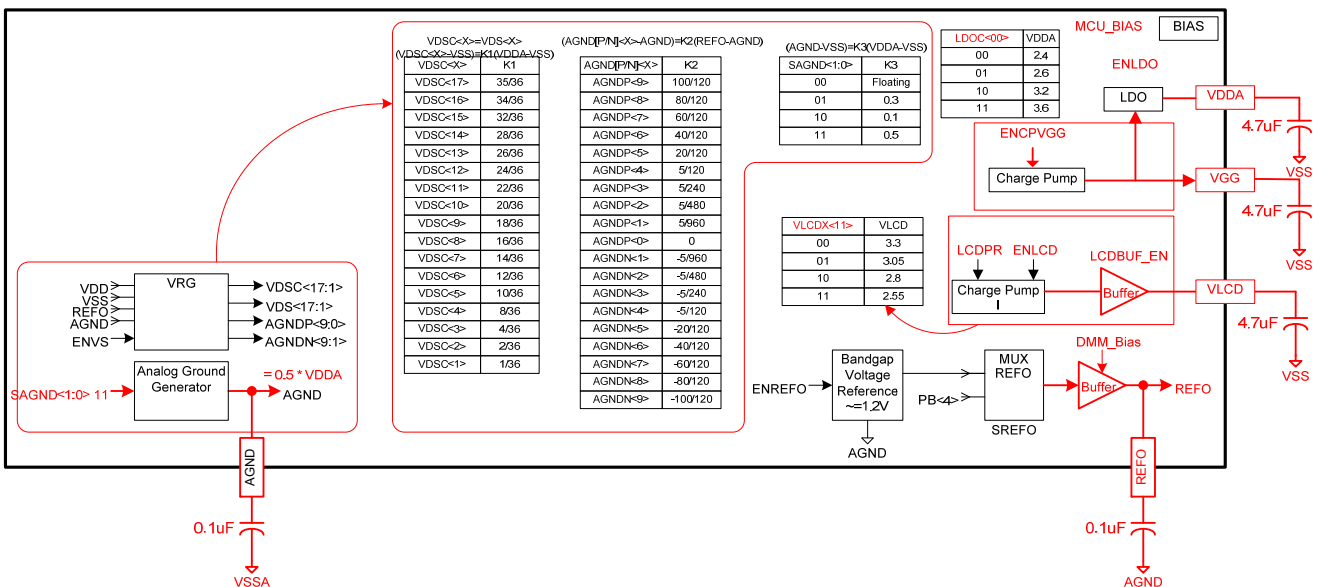 MCU_BIAS
BIAS
VDSC<X>=VDS<X>
(VDSC<X>-VSS)=K1(VDDA-VSS)
VDSC<X> K1
VDSC<17> 35/36
VDSC<16> 34/36
VDSC<15> 32/36
VDSC<14> 28/36
VDSC<13> 26/36
VDSC<12> 24/36
VDSC<11> 22/36
VDSC<10> 20/36
VDSC<9> 18/36
VDSC<8> 16/36
VDSC<7> 14/36
VDSC<6> 12/36
VDSC<5> 10/36
VDSC<4> 8/36
VDSC<3> 4/36
VDSC<2> 2/36
VDSC<1> 1/36
(AGND[P/N]<X>-AGND)=K2(REFO-AGND)
AGND[P/N]<X> K2
AGNDP<9> 100/120
AGNDP<8> 80/120
AGNDP<7> 60/120
AGNDP<6> 40/120
AGNDP<5> 20/120
AGNDP<4> 5/120
AGNDP<3> 5/240
AGNDP<2> 5/480
AGNDP<1> 5/960
AGNDP<0> 0
AGNDN<1> -5/960
AGNDN<2> -5/480
AGNDN<3> -5/240
AGNDN<4> -5/120
AGNDN<5> -20/120
AGNDN<6> -40/120
AGNDN<7> -60/120
AGNDN<8> -80/120
AGNDN<9> -100/120
(AGND-VSS)=K3(VDDA-VSS)
SAGND<1:0> K3
00 Floating
01 0.3
10 0.1
11 0.5
LDOC<00> VDDA
00 2.4
01 2.6
10 3.2
11 3.6
ENLDO
LDO
VDDA
4.7uF
VSS
ENCPVGG
Charge Pump
VGG
4.7uF
VSS
VLCDX<11> VLCD
00 3.3
01 3.05
10 2.8
11 2.55
LCDPR ENLCD LCDBUF_EN
Charge Pump
I
Buffer
VLCD
4.7uF
VSS
VDD
VSS
REFO
AGND
ENVS
VRG
VDSC<17:1>
VDS<17:1>
AGNDP<9:0>
AGNDN<9:1>
SAGND<1:0> 11
Analog Ground
Generator
= 0.5 * VDDA
AGND
AGND
0.1uF
VSSA
ENREFO
Bandgap
Voltage
Reference
~=1.2V
AGND
PB<4>
MUX
REFO
SREFO
DMM_Bias
Buffer
REFO
REFO
0.1uF
AGND